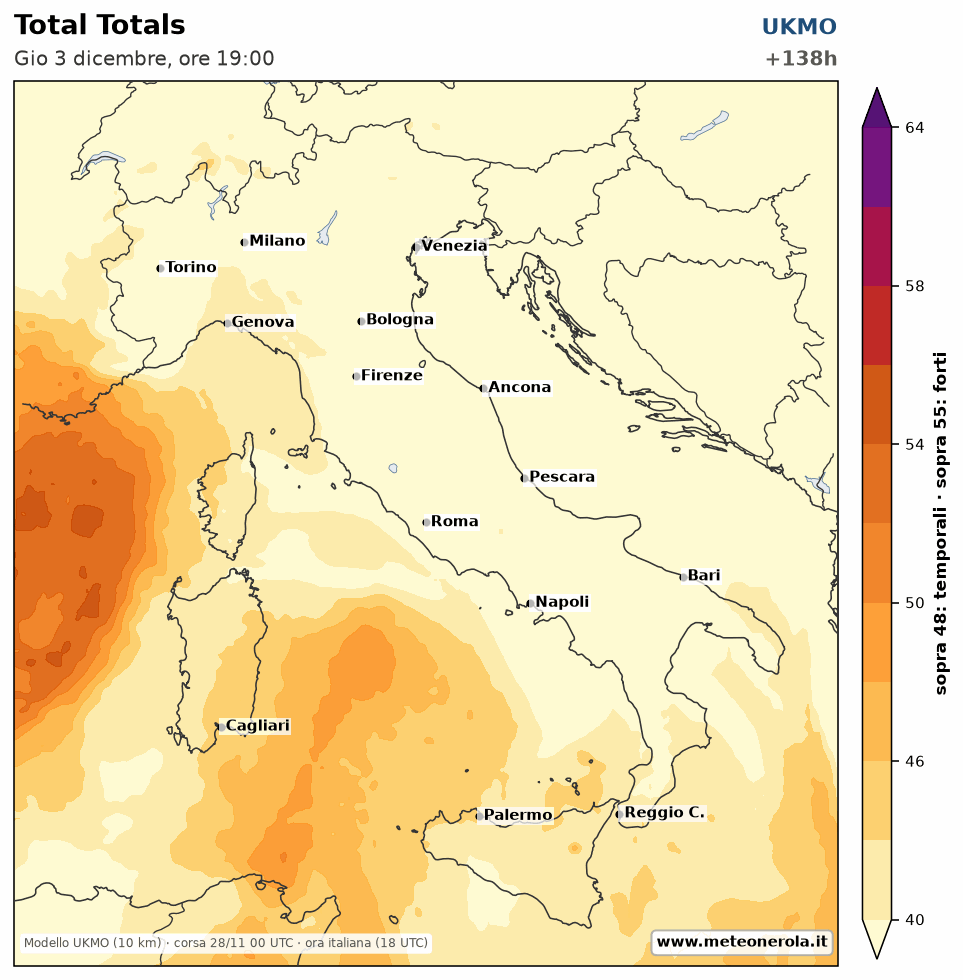 Total Totals
UKMO
Gio 3 dicembre, ore 19:00
+138h
64
58
54
50
46
40
sopra 48: temporali · sopra 55: forti
Milano
Venezia
Torino
Genova
Bologna
Firenze
Ancona
Pescara
Roma
Bari
Napoli
Cagliari
Palermo
Reggio C.
Modello UKMO (10 km) · corsa 28/11 00 UTC · ora italiana (18 UTC)
www.meteonerola.it